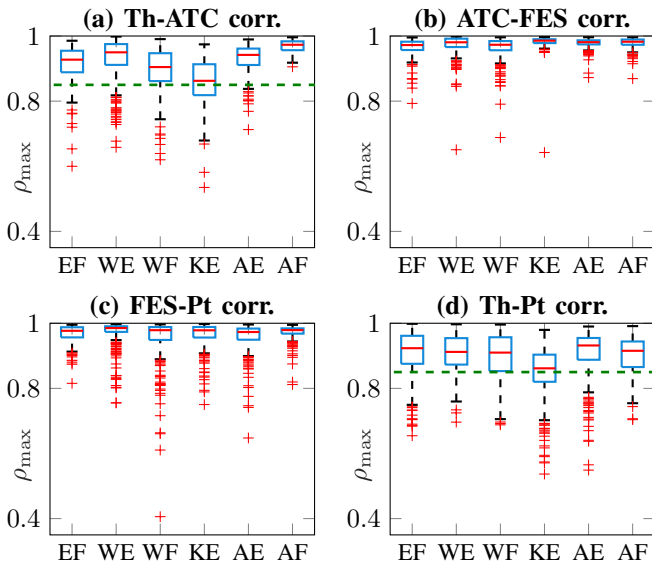 (a) Th-ATC corr.
1
0.8
0.4
ρmax
EF WE WF KE AE AF
(b) ATC-FES corr.
1
0.8
0.4
ρmax
EF WE WF KE AE AF
(c) FES-Pt corr.
1
0.8
0.4
ρmax
EF WE WF KE AE AF
(d) Th-Pt corr.
1
0.8
0.4
ρmax
EF WE WF KE AE AF